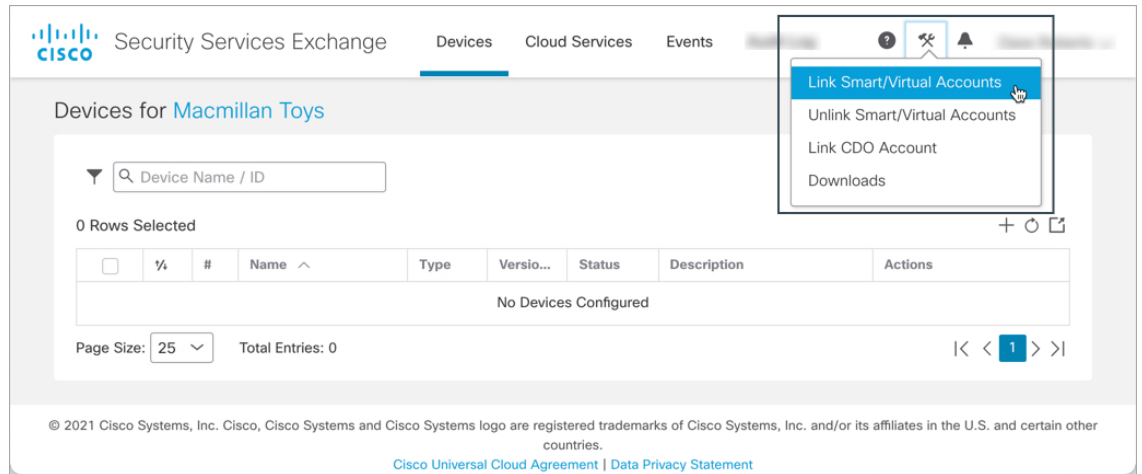 CISCO Security Services Exchange Devices Cloud Services Events
Link Smart/Virtual Accounts
Unlink Smart/Virtual Accounts
Link CDO Account
Downloads
Devices for Macmillan Toys
Device Name / ID
0 Rows Selected
# Name Type Versio... Status Description Actions
No Devices Configured
Page Size: 25 Total Entries: 0 1
© 2021 Cisco Systems, Inc. Cisco, Cisco Systems and Cisco Systems logo are registered trademarks of Cisco Systems, Inc. and/or its affiliates in the U.S. and certain other
countries.
Cisco Universal Cloud Agreement | Data Privacy Statement